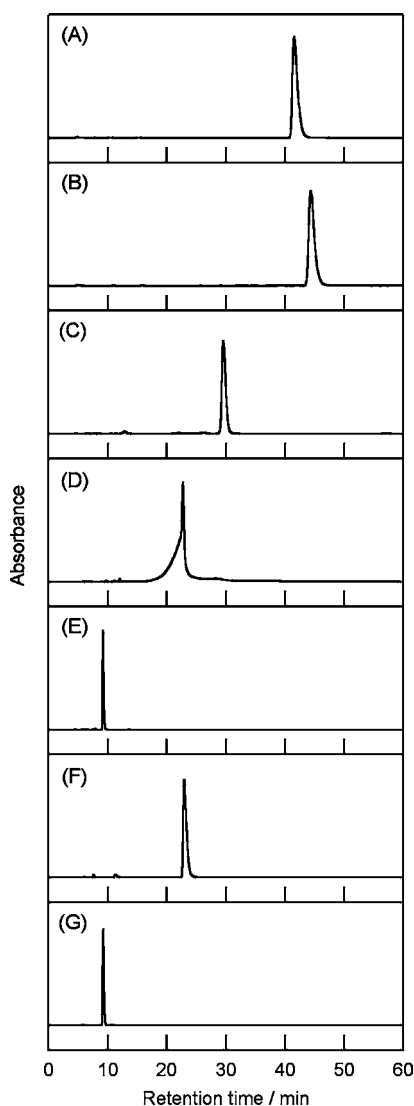 (A)
(B)
(C)
(D)
(E)
(F)
(G)
Absorbance
0 10 20 30 40 50 60
Retention time / min